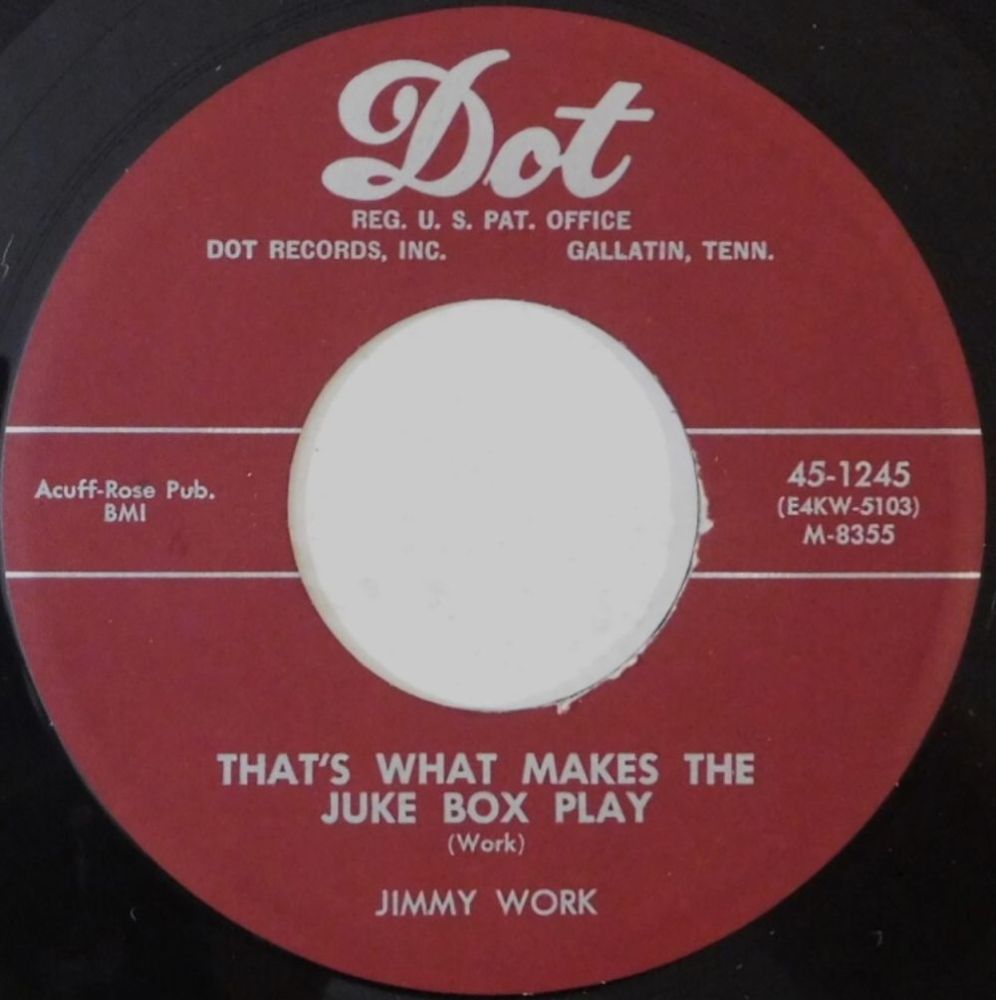 Dot
REG. U. S. PAT. OFFICE
DOT RECORDS, INC. GALLATIN, TENN.
Acuff-Rose Pub.
BMI
45-1245
(E4KW-5103)
M-8355
THAT'S WHAT MAKES THE
JUKE BOX PLAY
(Work)
JIMMY WORK